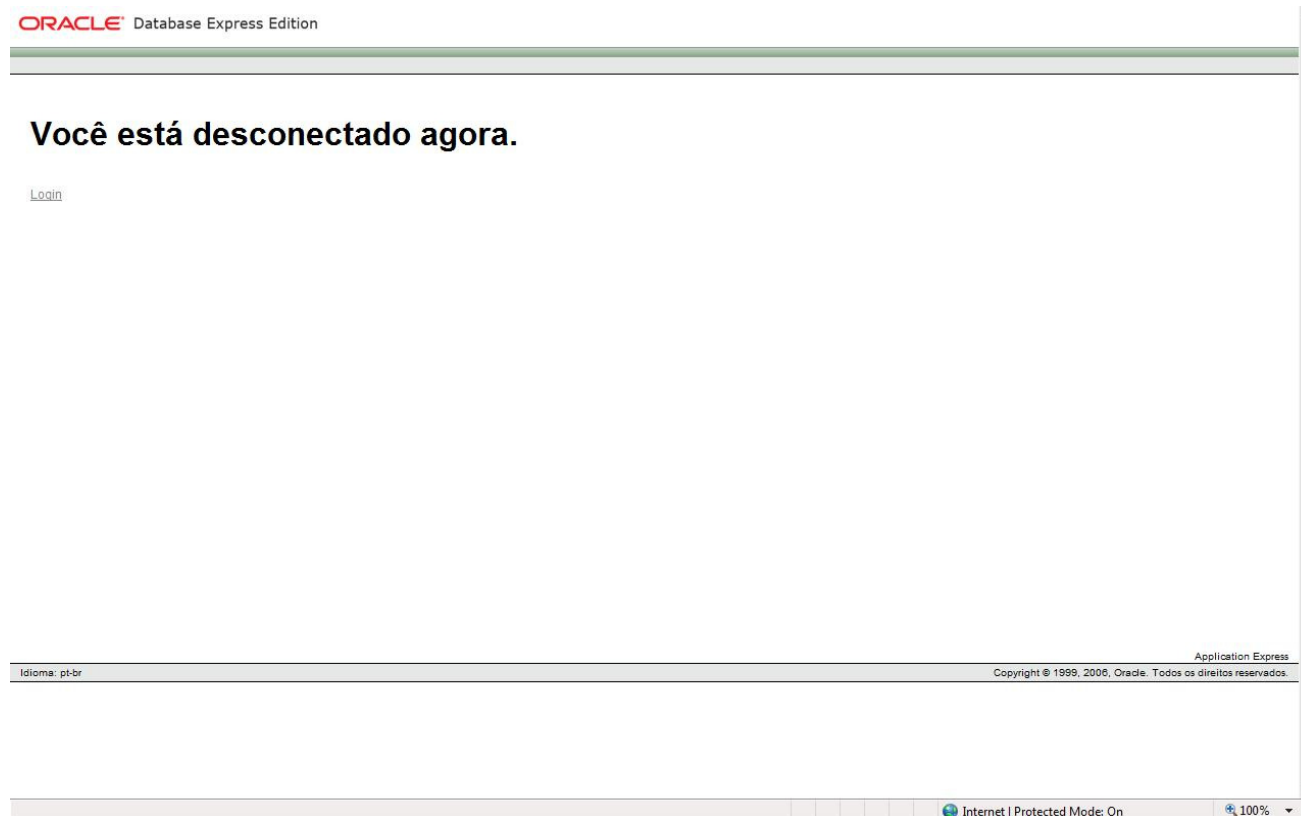 ORACLE Database Express Edition
Você está desconectado agora.
Login
Application Express
Idioma: pt-br Copyright © 1999, 2006, Oracle. Todos os direitos reservados.
Internet | Protected Mode: On 100%